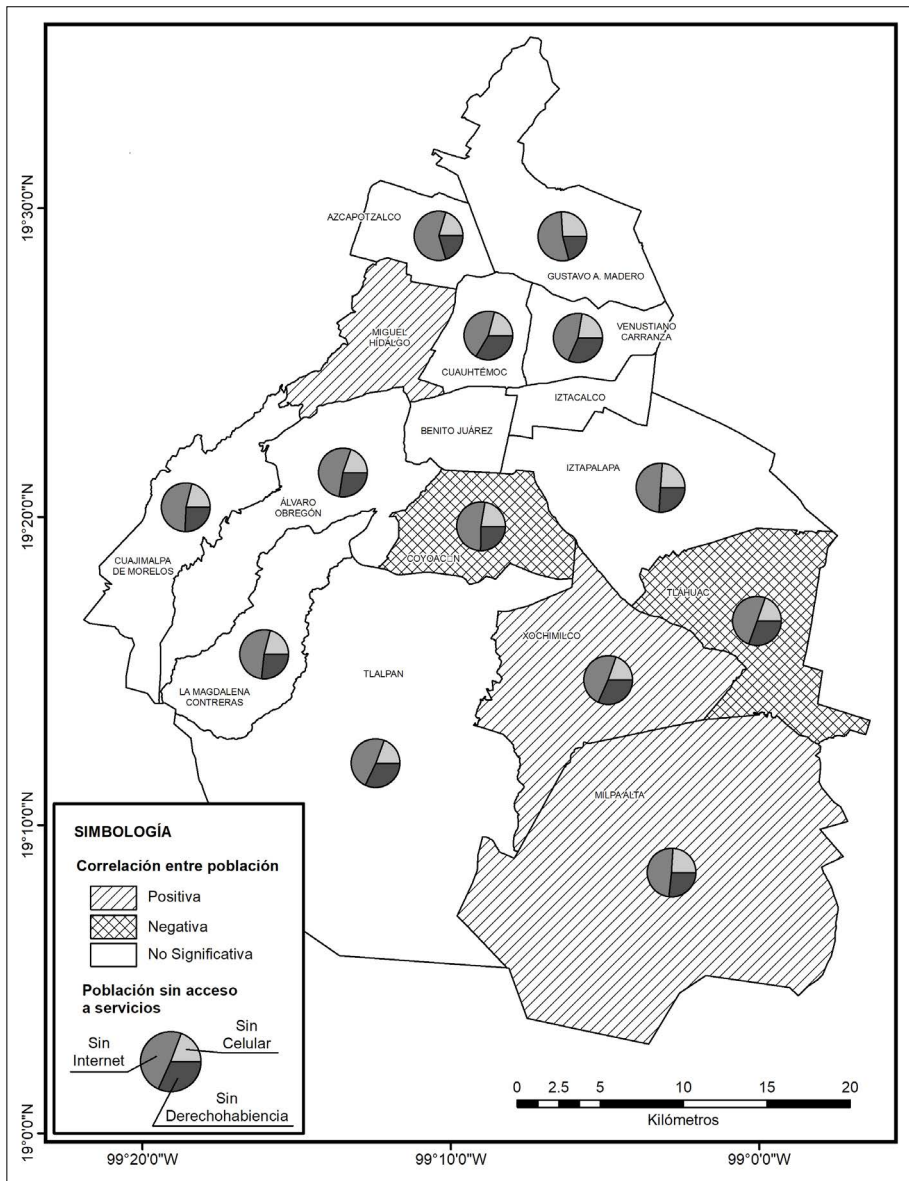 AZCAPOTZALCO
GUSTAVO A. MADERO
MIGUEL
HIDALGO
VENUSTIANO
CARRANZA
CUAUHTÉMOC
IZTACALCO
BENITO JUÁREZ
IZTAPALAPA
ÁLVARO
OBREGÓN
CUAJIMALPA
DE MORELOS
COYOAC_N
TLAHUAC
XOCHIMILCO
LA MAGDALENA
CONTRERAS
TLALPAN
MILPA ALTA
19°30'0"N
19°20'0"N
19°10'0"N
19°0'0"N
SIMBOLOGÍA
Correlación entre población
Positiva
Negativa
No Significativa
Población sin acceso
a servicios
Sin
Internet
Sin
Celular
Sin
Derechohabiencia
0 2.5 5 10 15 20
Kilómetros
99°20'0"W 99°10'0"W 99°0'0"W